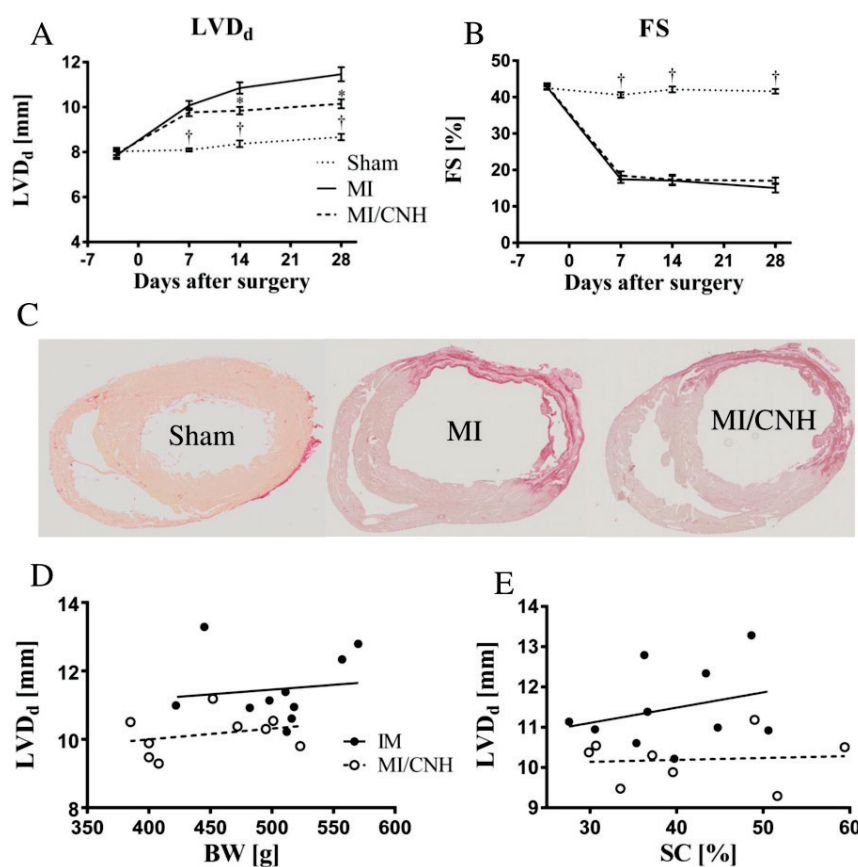 A
LVDd
LVDd [mm]
12
10
8
6
4
† † † * *
Sham
MI
MI/CNH
-7 0 7 14 21 28
Days after surgery
B
FS
FS [%]
50
40
30
20
10
0
† † †
-7 0 7 14 21 28
Days after surgery
C
Sham
MI
MI/CNH
D
LVDd [mm]
14
12
10
8
350 400 450 500 550 600
BW [g]
IM
MI/CNH
E
LVDd [mm]
14
13
12
11
10
9
30 40 50 60
SC [%]